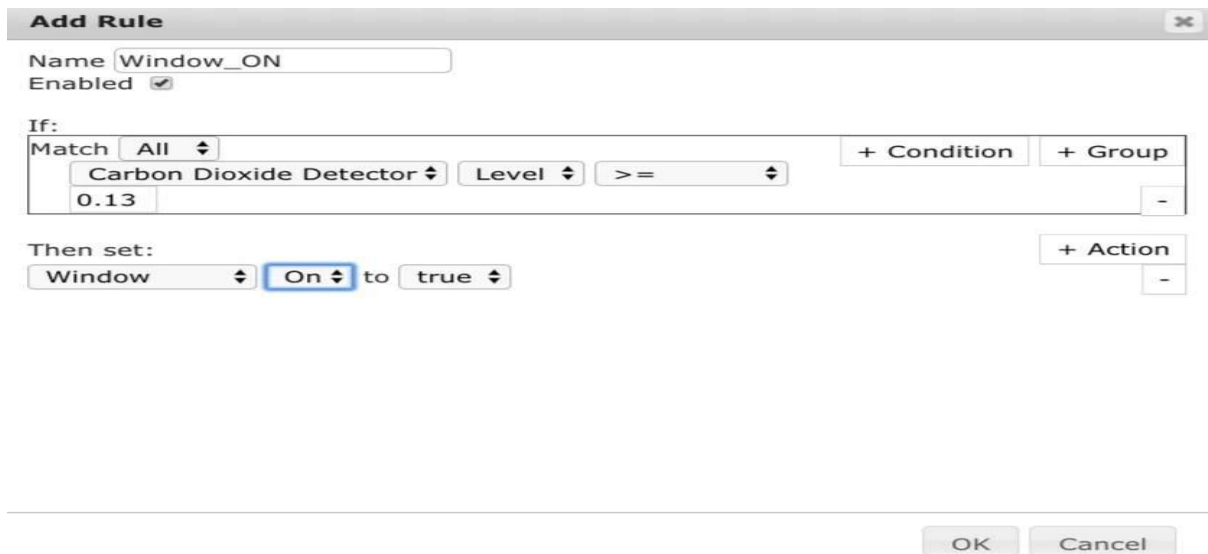 Add Rule
Name Window_ON
Enabled
If:
Match All + Condition + Group
Carbon Dioxide Detector Level >=
0.13 -
Then set: + Action
Window On to true -
OK Cancel